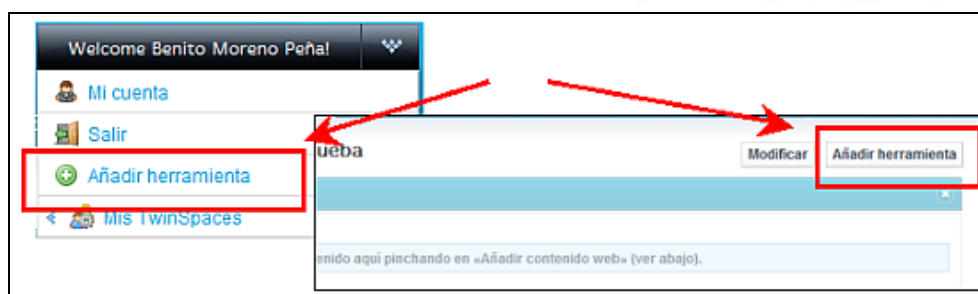 Welcome Benito Moreno Peña!
Mi cuenta
Salir
Añadir herramienta
Mis TwinSpaces
ueba
Modificar
Añadir herramienta
enido aquí pinchando en «Añadir contenido web» (ver abajo).